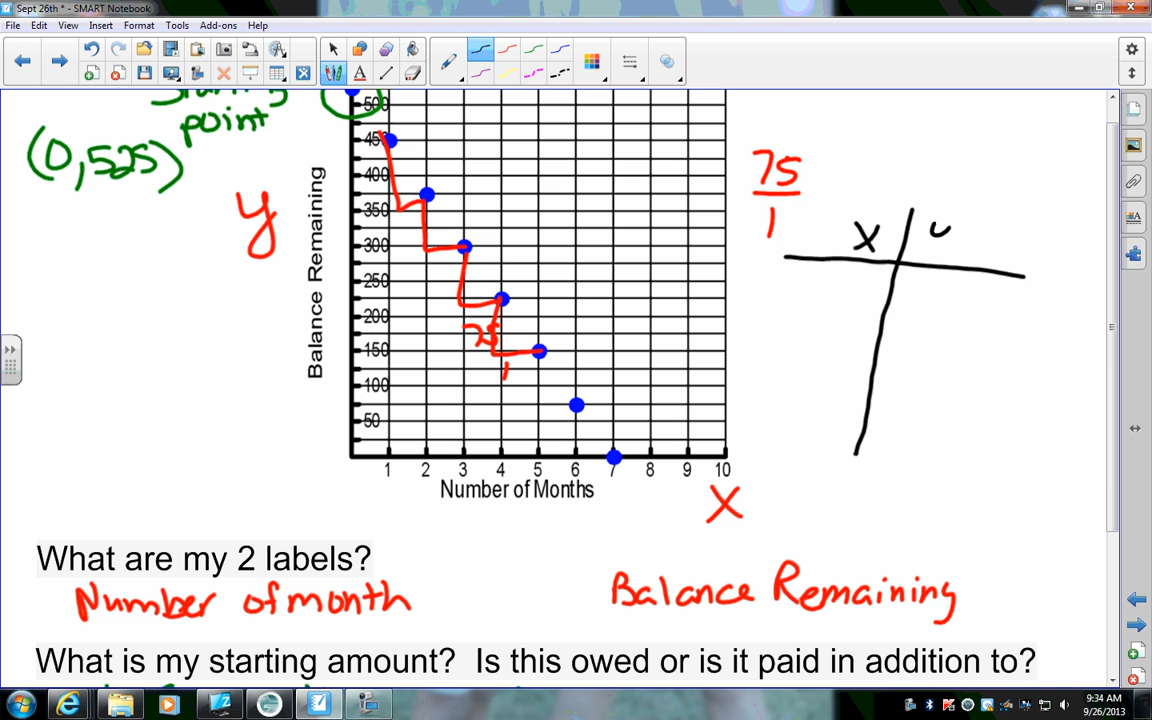 Sept 26th * - SMART Notebook
File Edit View Insert Format Tools Add-ons Help
starting
point
(0,525)
y
Balance Remaining
500
450
400
350
300
250
200
150
100
50
75
1
75
1
x y
1 2 3 4 5 6 7 8 9 10
Number of Months
X
What are my 2 labels?
Number of month Balance Remaining
What is my starting amount? Is this owed or is it paid in addition to?
9:34 AM
9/26/2013